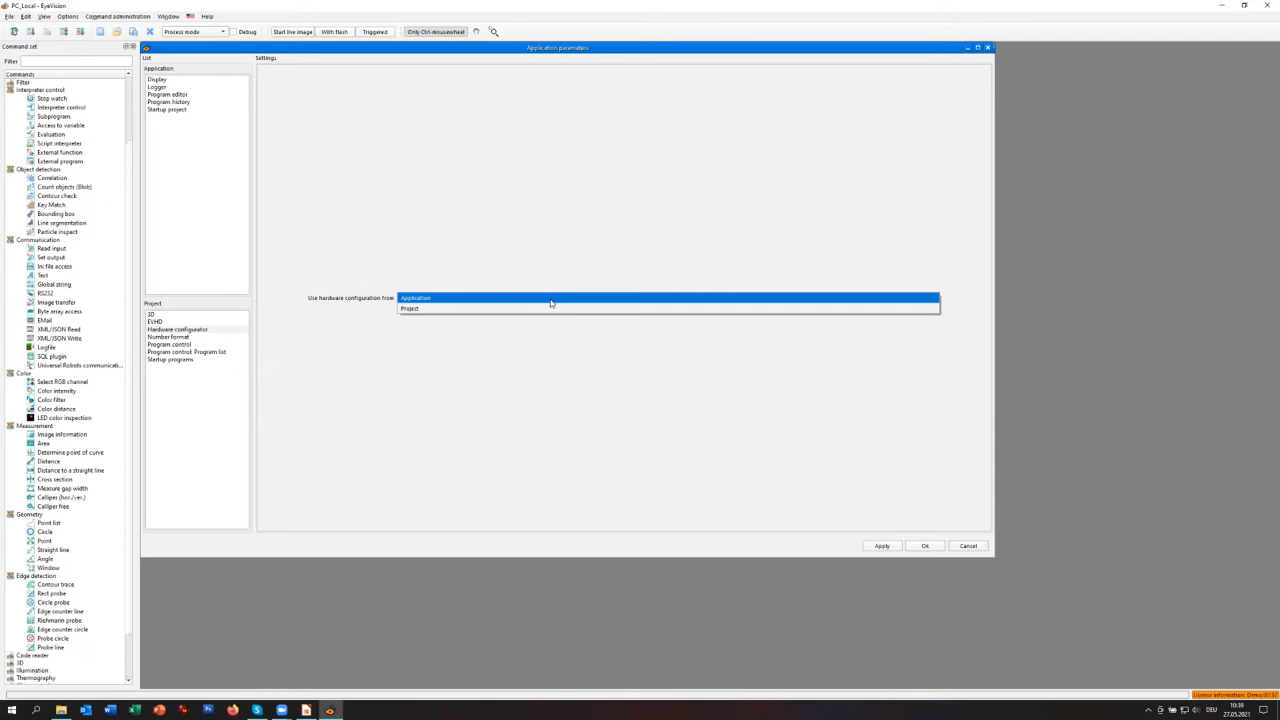 PC_Local - EyeVision
File Edit View Options Command administration Window Help
Process mode Debug Start live image With flash Triggered Only Ctrl-mousewheel
Command set
Application parameters
Filter
List
Settings
Application
Commands
Filter
Interpreter control
Stop watch
Interpreter control
Subprogram
Access to variable
Evaluation
Script interpreter
External function
External program
Object detection
Correlation
Count objects (Blob)
Contour check
Key Match
Bounding box
Line segmentation
Particle inspect
Communication
Read input
Set output
Ini file access
Text
Global string
RS232
Image transfer
Byte array access
EMail
XML/JSON Read
XML/JSON Write
Logfile
SQL plugin
Universal Robots communicati...
Color
Select RGB channel
Color intensity
Color filter
Color distance
LED color inspection
Measurement
Image information
Area
Determine point of curve
Distance
Distance to a straight line
Cross section
Measure gap width
Calliper (hor./ver.)
Calliper free
Geometry
Point list
Circle
Point
Straight line
Angle
Window
Edge detection
Contour trace
Rect probe
Circle probe
Edge counter line
Riehmann probe
Edge counter circle
Probe circle
Probe line
Code reader
3D
Illumination
Thermography
Display
Logger
Program editor
Program history
Startup project
Project
3D
EVHD
Hardware configurator
Number format
Program control
Program control: Program list
Startup programs
Use hardware configuration from
Application
Project
Apply Ok Cancel
License information: Demo/07:57
DEU
10:39
27.05.2021